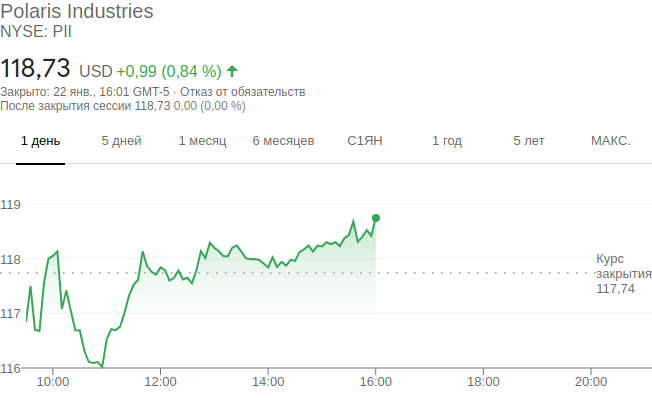 Polaris Industries
NYSE: PII
118,73 USD +0,99 (0,84 %)
Закрыто: 22 янв., 16:01 GMT-5 · Отказ от обязательств
После закрытия сессии 118,73 0,00 (0,00 %)
1 день 5 дней 1 месяц 6 месяцев С1ЯН 1 год 5 лет МАКС.
119
118
117
116
Курс
закрытия
117,74
10:00 12:00 14:00 16:00 18:00 20:00